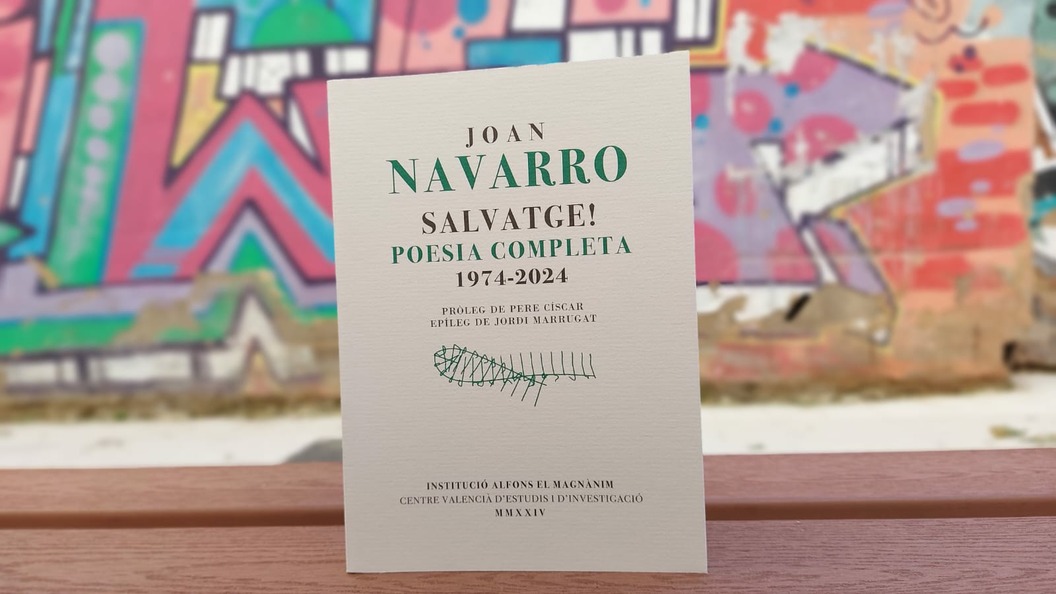 JOAN
NAVARRO
SALVATGE!
POESIA COMPLETA
1974-2024
PRÒLEG DE PERE CÍSCAR
EPÍLEG DE JORDI MARRUGAT
INSTITUCIÓ ALFONS EL MAGNÀNIM
CENTRE VALENCIÀ D'ESTUDIS I D'INVESTIGACIÓ
MMXXIV